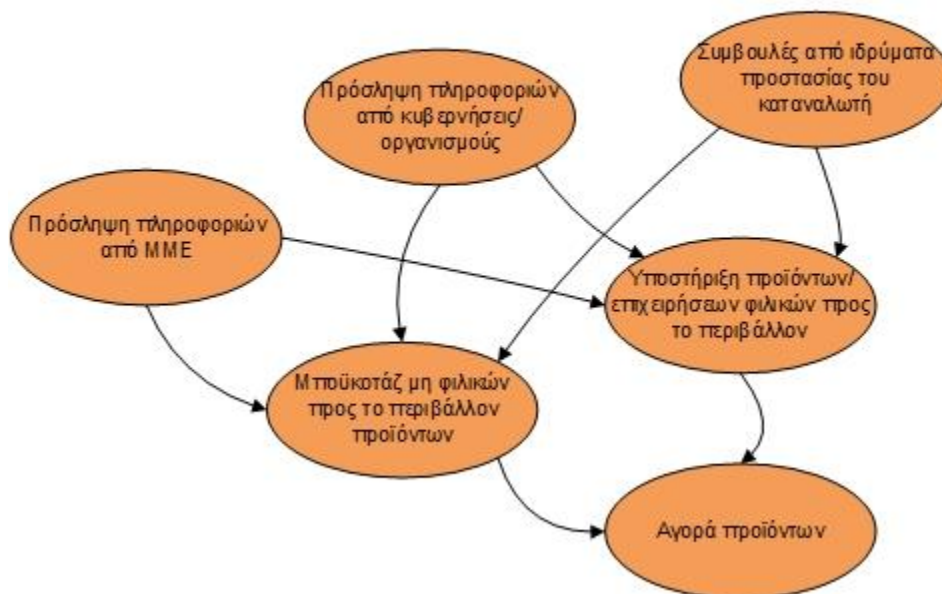 Συμβουλές από ιδρύματα
προστασίας του
καταναλωτή
Πρόσληψη πληροφοριών
από κυβερνήσεις/
οργανισμούς
Πρόσληψη πληροφοριών
από ΜΜΕ
Υποστήριξη προϊόντων/
επιχειρήσεων φιλικών προς
το περιβάλλον
Μποϋκοτάζ μη φιλικών
προς το περιβάλλον
προϊόντων
Αγορά προϊόντων